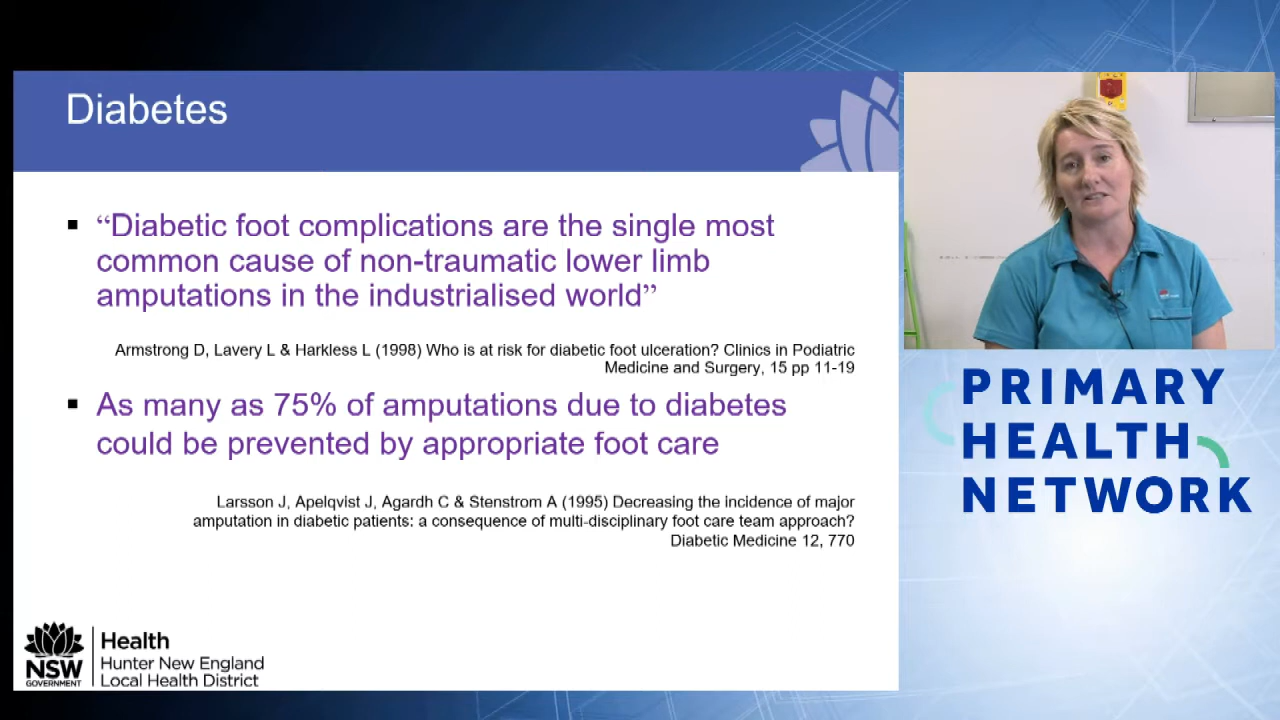 Diabetes
“Diabetic foot complications are the single most
common cause of non-traumatic lower limb
amputations in the industrialised world”
Armstrong D, Lavery L & Harkless L (1998) Who is at risk for diabetic foot ulceration? Clinics in Podiatric
Medicine and Surgery, 15 pp 11-19
As many as 75% of amputations due to diabetes
could be prevented by appropriate foot care
Larsson J, Apelqvist J, Agardh C & Stenstrom A (1995) Decreasing the incidence of major
amputation in diabetic patients: a consequence of multi-disciplinary foot care team approach?
Diabetic Medicine 12, 770
NSW
GOVERNMENT
Health
Hunter New England
Local Health District
PRIMARY
HEALTH
NETWORK